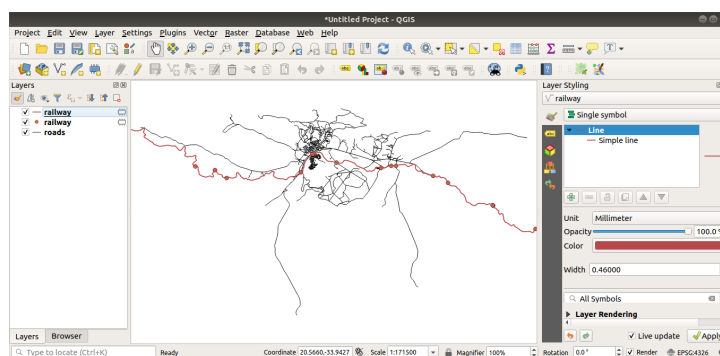 *Untitled Project - QGIS
Project Edit View Layer Settings Plugins Vector Raster Database Web Help
Layers
railway
railway
roads
Layer Styling
railway
Single symbol
Line
Simple line
Unit Millimeter
Opacity 100.0
Color
Width 0.46000
All Symbols
Layer Rendering
Live update Apply
Layers Browser
Type to locate (Ctrl+K) Ready Coordinate 20.5660,-33.9427 Scale 1:171500 Magnifier 100% Rotation 0.0 ° Render EPSG:4326